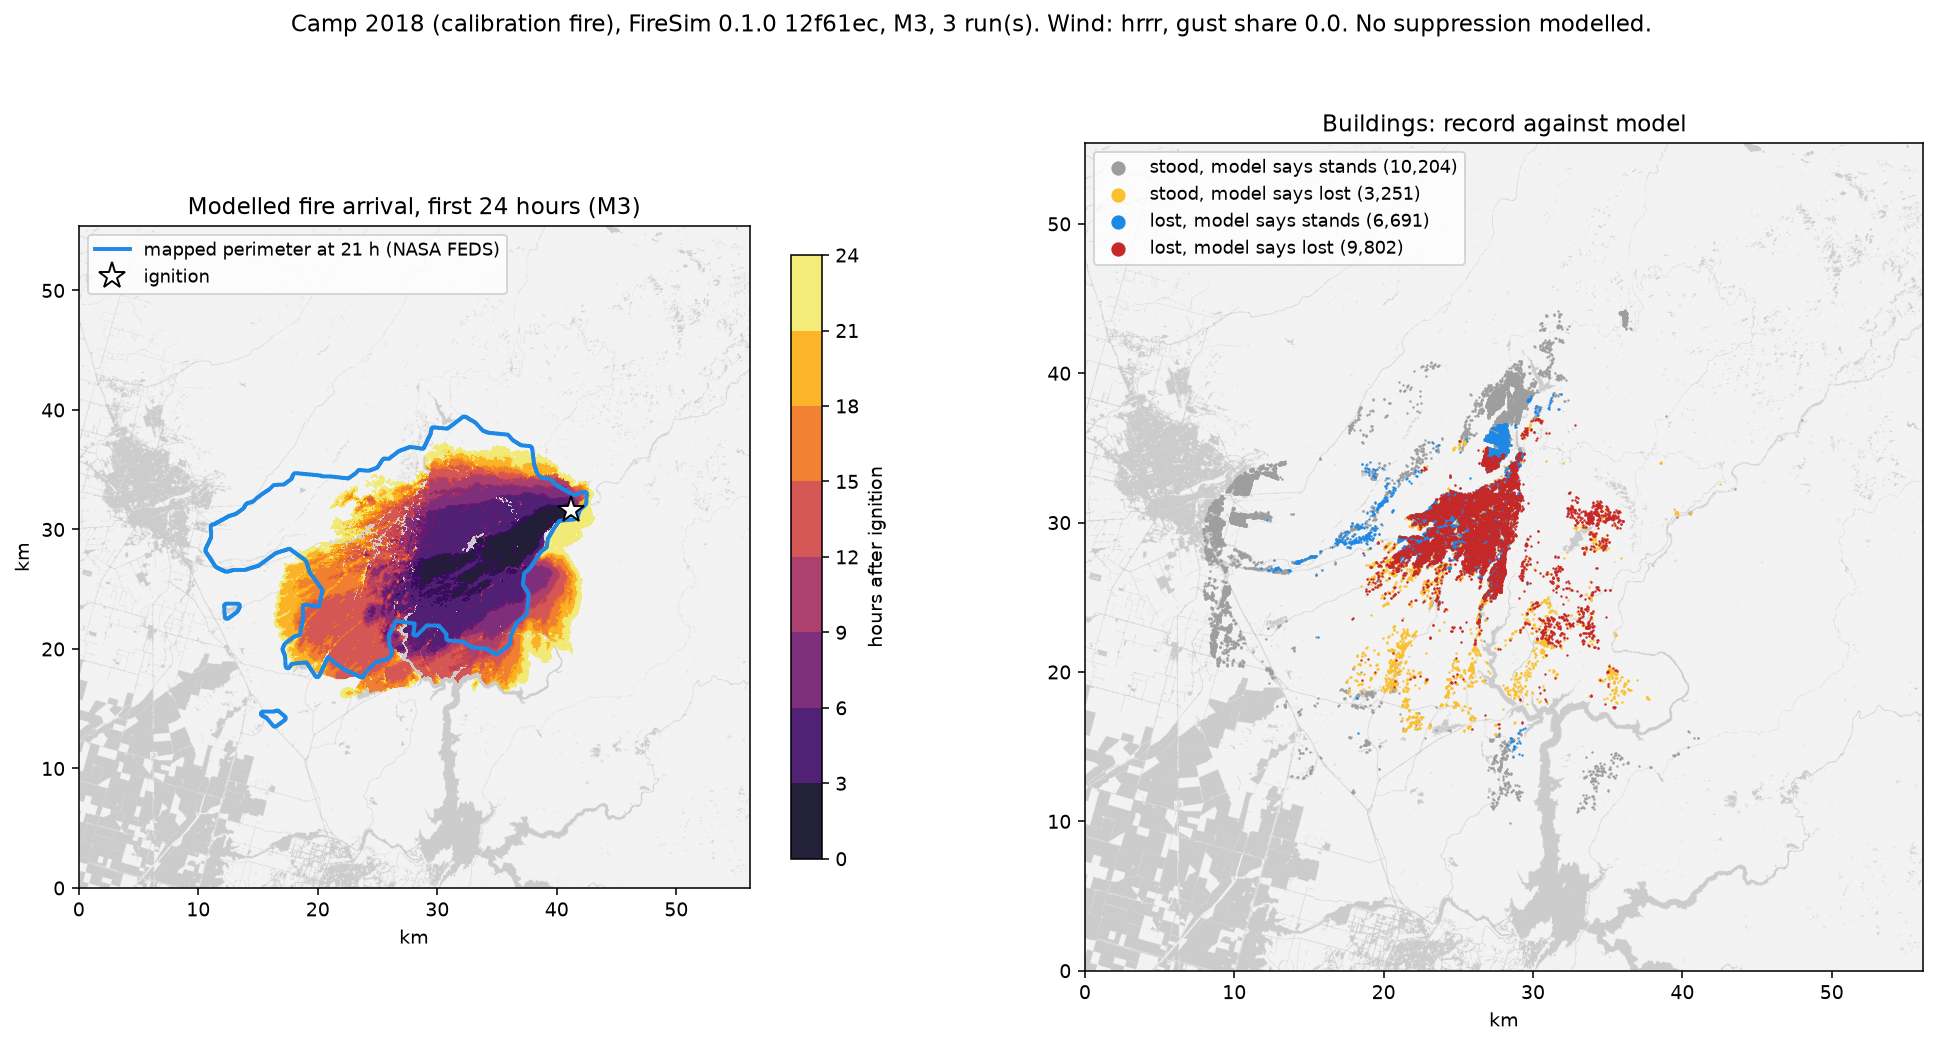 Camp 2018 (calibration fire), FireSim 0.1.0 12f61ec, M3, 3 run(s). Wind: hrrr, gust share 0.0. No suppression modelled.
Modelled fire arrival, first 24 hours (M3)
mapped perimeter at 21 h (NASA FEDS)
ignition
50
40
30
20
10
0
km
0 10 20 30 40 50
km
24
21
18
15
12
9
6
3
0
hours after ignition
Buildings: record against model
stood, model says stands (10,204)
stood, model says lost (3,251)
lost, model says stands (6,691)
lost, model says lost (9,802)
50
40
30
20
10
0
km
0 10 20 30 40 50
km